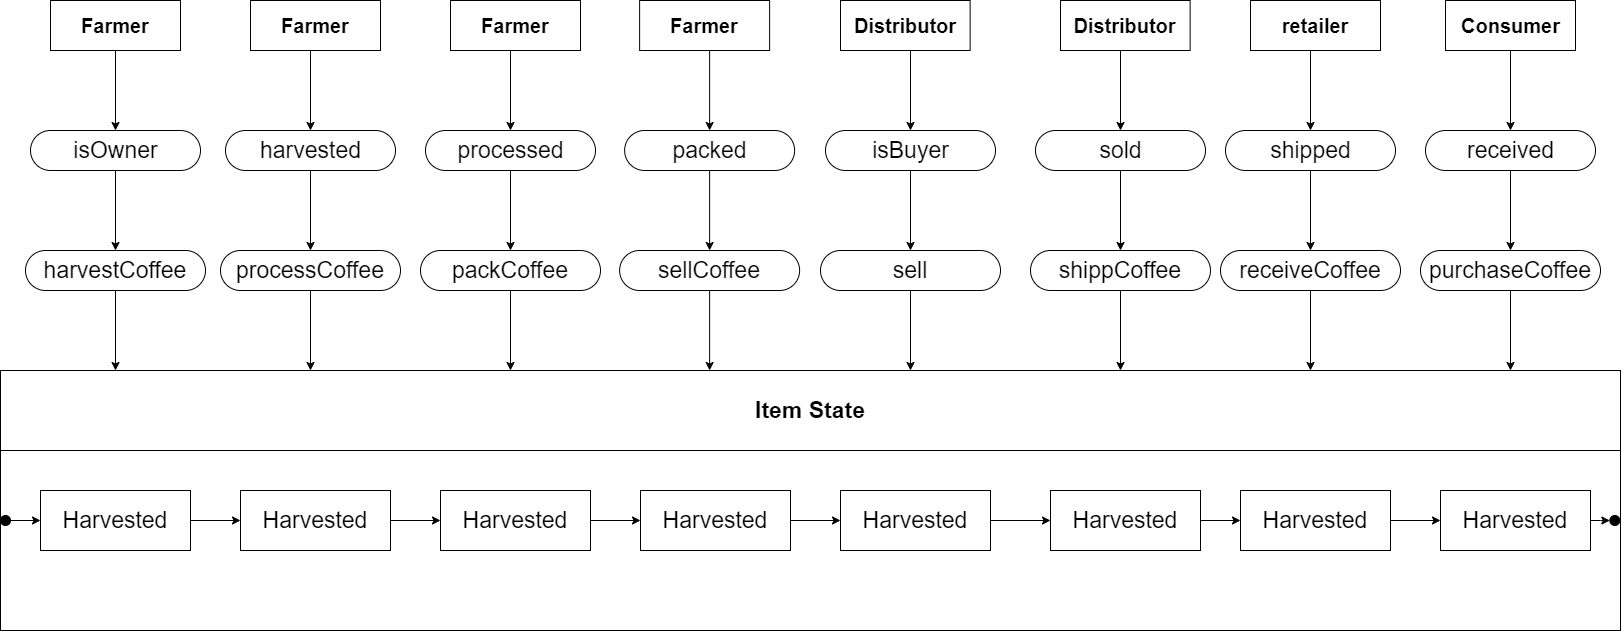 Farmer
Farmer
Farmer
Farmer
Distributor
Distributor
retailer
Consumer
isOwner
harvested
processed
packed
isBuyer
sold
shipped
received
harvestCoffee
processCoffee
packCoffee
sellCoffee
sell
shippCoffee
receiveCoffee
purchaseCoffee
Item State
Harvested
Harvested
Harvested
Harvested
Harvested
Harvested
Harvested
Harvested